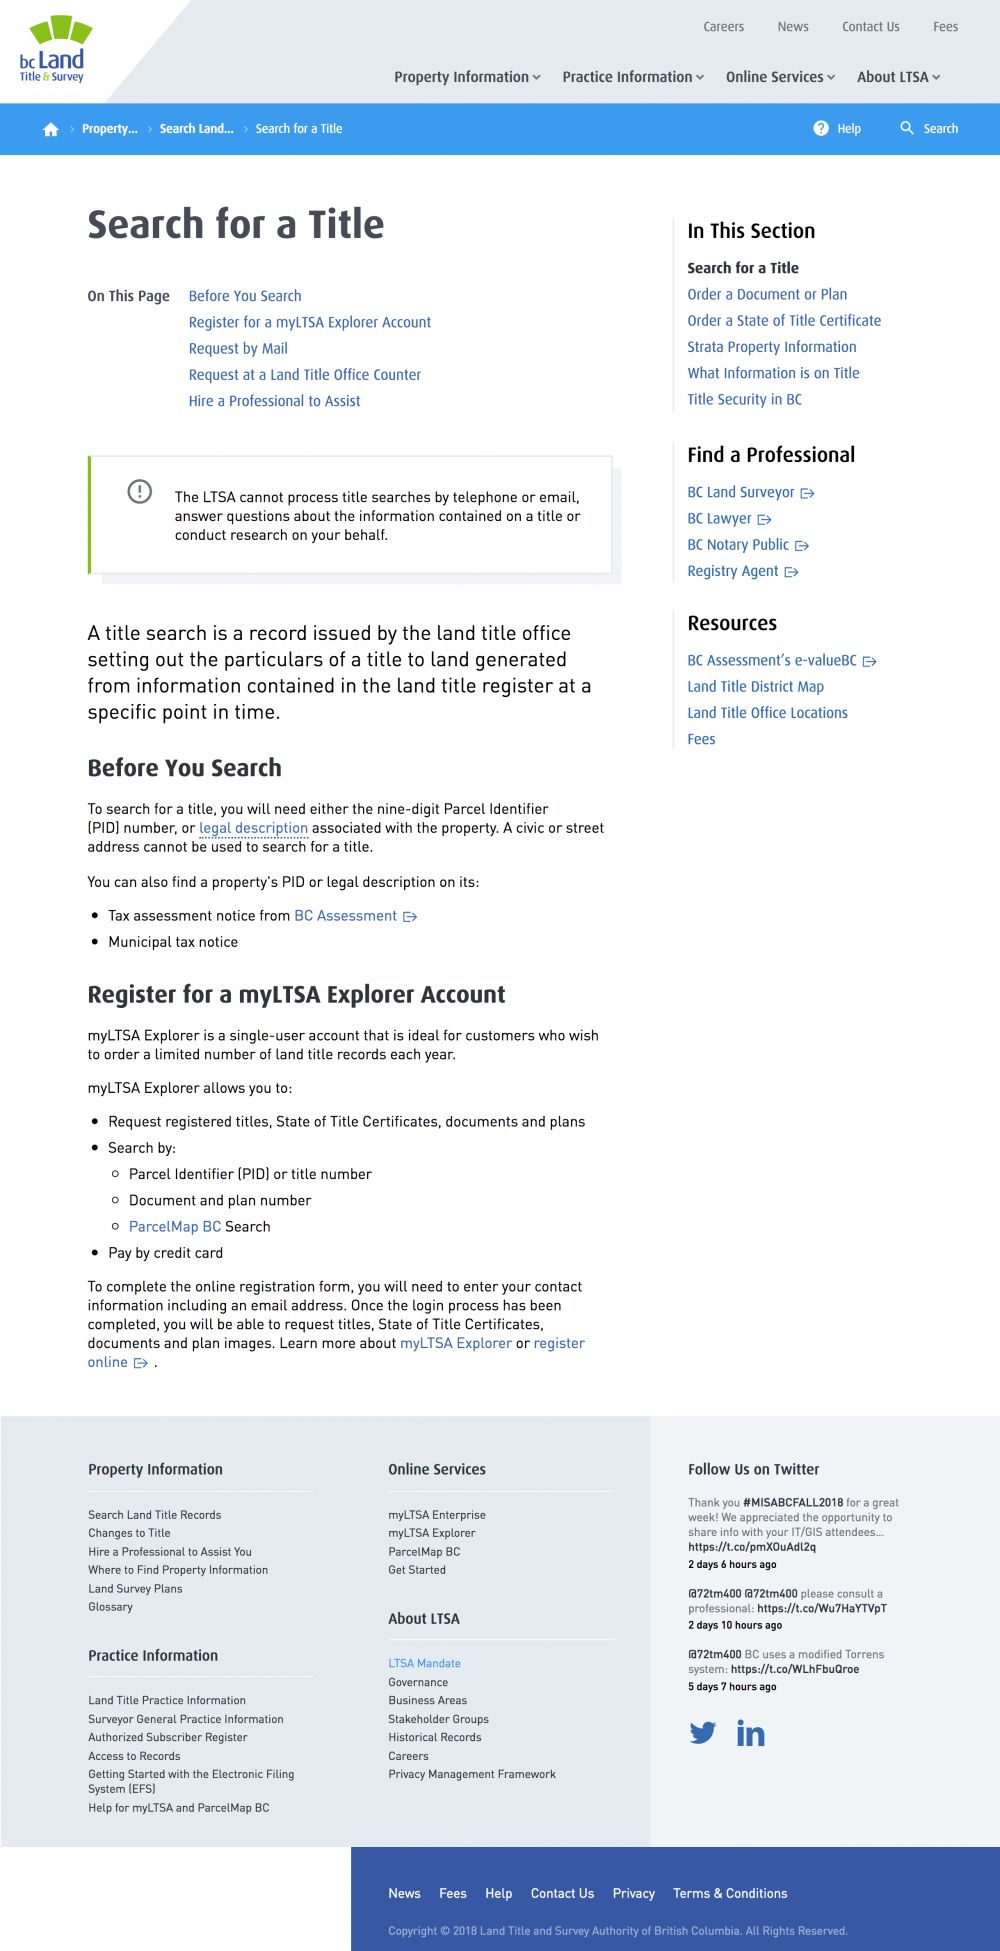 bc Land
Title & Survey
Careers News Contact Us Fees
Property Information Practice Information Online Services About LTSA
Property... › Search Land... › Search for a Title
Help Search
Search for a Title
On This Page
Before You Search
Register for a myLTSA Explorer Account
Request by Mail
Request at a Land Title Office Counter
Hire a Professional to Assist
The LTSA cannot process title searches by telephone or email,
answer questions about the information contained on a title or
conduct research on your behalf.
A title search is a record issued by the land title office
setting out the particulars of a title to land generated
from information contained in the land title register at a
specific point in time.
Before You Search
To search for a title, you will need either the nine-digit Parcel Identifier
(PID) number, or legal description associated with the property. A civic or street
address cannot be used to search for a title.
You can also find a property's PID or legal description on its:
• Tax assessment notice from BC Assessment
• Municipal tax notice
Register for a myLTSA Explorer Account
myLTSA Explorer is a single-user account that is ideal for customers who wish
to order a limited number of land title records each year.
myLTSA Explorer allows you to:
• Request registered titles, State of Title Certificates, documents and plans
• Search by:
○ Parcel Identifier (PID) or title number
○ Document and plan number
○ ParcelMap BC Search
• Pay by credit card
To complete the online registration form, you will need to enter your contact
information including an email address. Once the login process has been
completed, you will be able to request titles, State of Title Certificates,
documents and plan images. Learn more about myLTSA Explorer or register
online .
In This Section
Search for a Title
Order a Document or Plan
Order a State of Title Certificate
Strata Property Information
What Information is on Title
Title Security in BC
Find a Professional
BC Land Surveyor
BC Lawyer
BC Notary Public
Registry Agent
Resources
BC Assessment's e-valueBC
Land Title District Map
Land Title Office Locations
Fees
Property Information
Search Land Title Records
Changes to Title
Hire a Professional to Assist You
Where to Find Property Information
Land Survey Plans
Glossary
Practice Information
Land Title Practice Information
Surveyor General Practice Information
Authorized Subscriber Register
Access to Records
Getting Started with the Electronic Filing
System (EFS)
Help for myLTSA and ParcelMap BC
Online Services
myLTSA Enterprise
myLTSA Explorer
ParcelMap BC
Get Started
About LTSA
LTSA Mandate
Governance
Business Areas
Stakeholder Groups
Historical Records
Careers
Privacy Management Framework
Follow Us on Twitter
Thank you #MISABCFALL2018 for a great
week! We appreciated the opportunity to
share info with your IT/GIS attendees...
https://t.co/pmXOuAdl2q
2 days 6 hours ago
@72tm400 @72tm400 please consult a
professional: https://t.co/Wu7HaYTVpT
2 days 10 hours ago
@72tm400 BC uses a modified Torrens
system: https://t.co/WLhFbuQroe
5 days 7 hours ago
in
News Fees Help Contact Us Privacy Terms & Conditions
Copyright © 2018 Land Title and Survey Authority of British Columbia. All Rights Reserved.